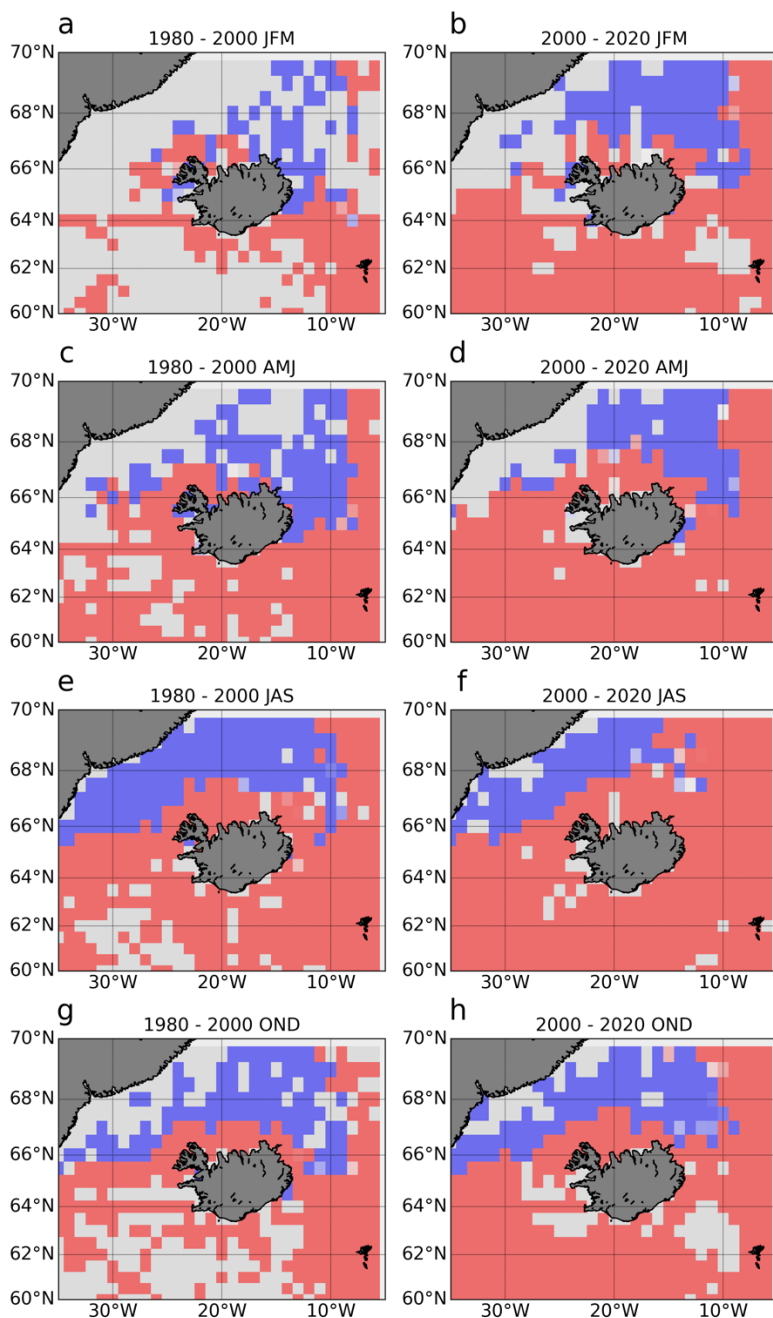 a b
1980 - 2000 JFM 2000 - 2020 JFM
70°N 70°N
68°N 68°N
66°N 66°N
64°N 64°N
62°N 62°N
60°N 60°N
30°W 20°W 10°W 30°W 20°W 10°W
c d
1980 - 2000 AMJ 2000 - 2020 AMJ
70°N 70°N
68°N 68°N
66°N 66°N
64°N 64°N
62°N 62°N
60°N 60°N
30°W 20°W 10°W 30°W 20°W 10°W
e f
1980 - 2000 JAS 2000 - 2020 JAS
70°N 70°N
68°N 68°N
66°N 66°N
64°N 64°N
62°N 62°N
60°N 60°N
30°W 20°W 10°W 30°W 20°W 10°W
g h
1980 - 2000 OND 2000 - 2020 OND
70°N 70°N
68°N 68°N
66°N 66°N
64°N 64°N
62°N 62°N
60°N 60°N
30°W 20°W 10°W 30°W 20°W 10°W